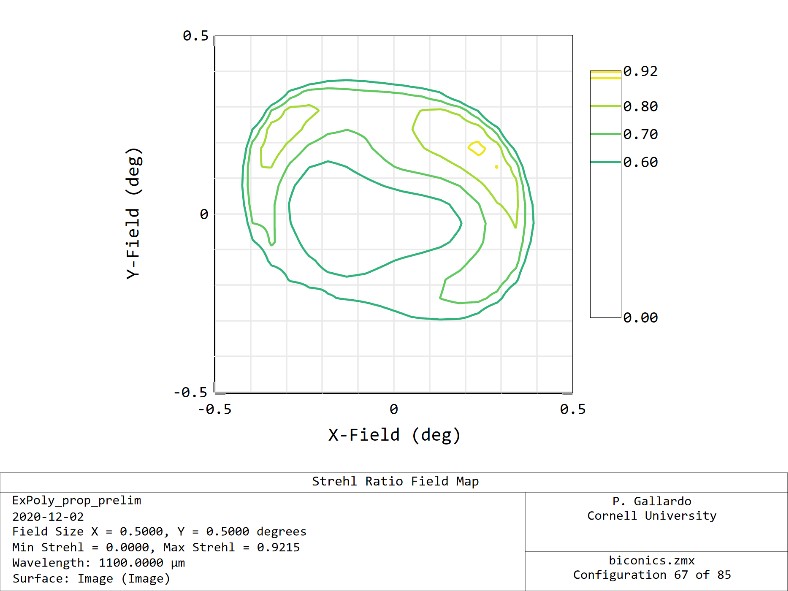 0.5
0
-0.5
Y-Field (deg)
-0.5
0
0.5
X-Field (deg)
0.92
0.80
0.70
0.60
0.00
Strehl Ratio Field Map
ExPoly_prop_prelim
2020-12-02
Field Size X = 0.5000, Y = 0.5000 degrees
Min Strehl = 0.0000, Max Strehl = 0.9215
Wavelength: 1100.0000 µm
Surface: Image (Image)
P. Gallardo
Cornell University
biconics.zmx
Configuration 67 of 85